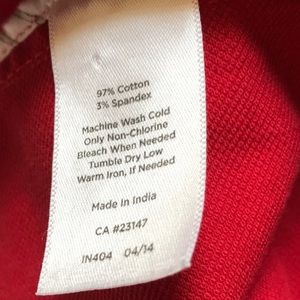 97% Cotton
3% Spandex
Machine Wash Cold
Only Non-Chlorine
Bleach When Needed
Tumble Dry Low
Warm Iron, If Needed
Made In India
CA #23147
IN404 04/14